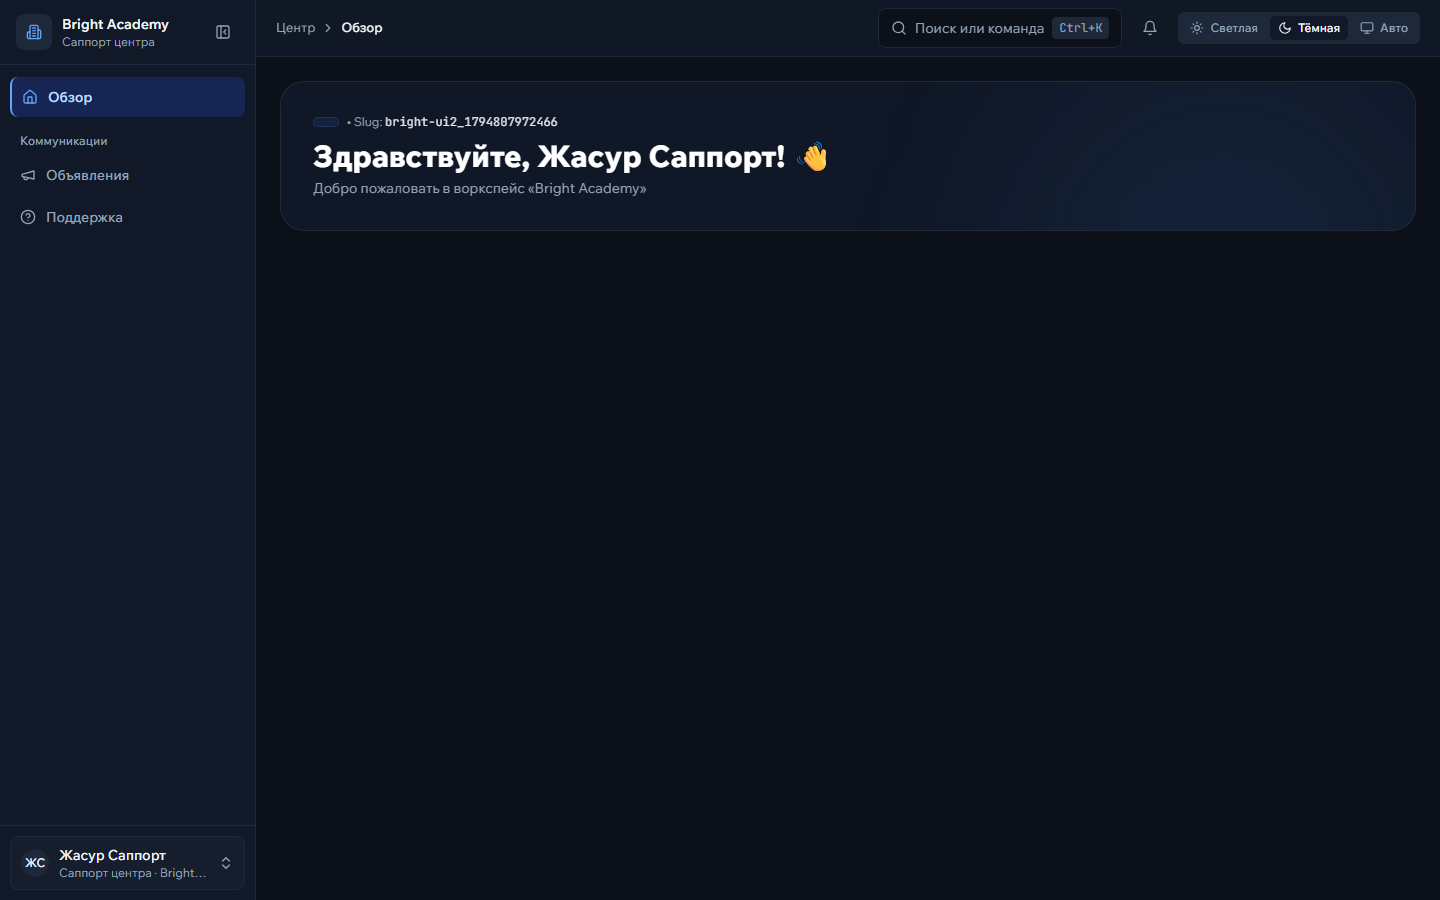 Bright Academy
Саппорт центра
Обзор
Коммуникации
Объявления
Поддержка
Жасур Саппорт
ЖС
Саппорт центра · Bright...
Центр > Обзор
Поиск или команда Ctrl+K
Светлая Тёмная Авто
• Slug: bright-ui2_1794807972466
Здравствуйте, Жасур Саппорт! 👋
Добро пожаловать в воркспейс «Bright Academy»